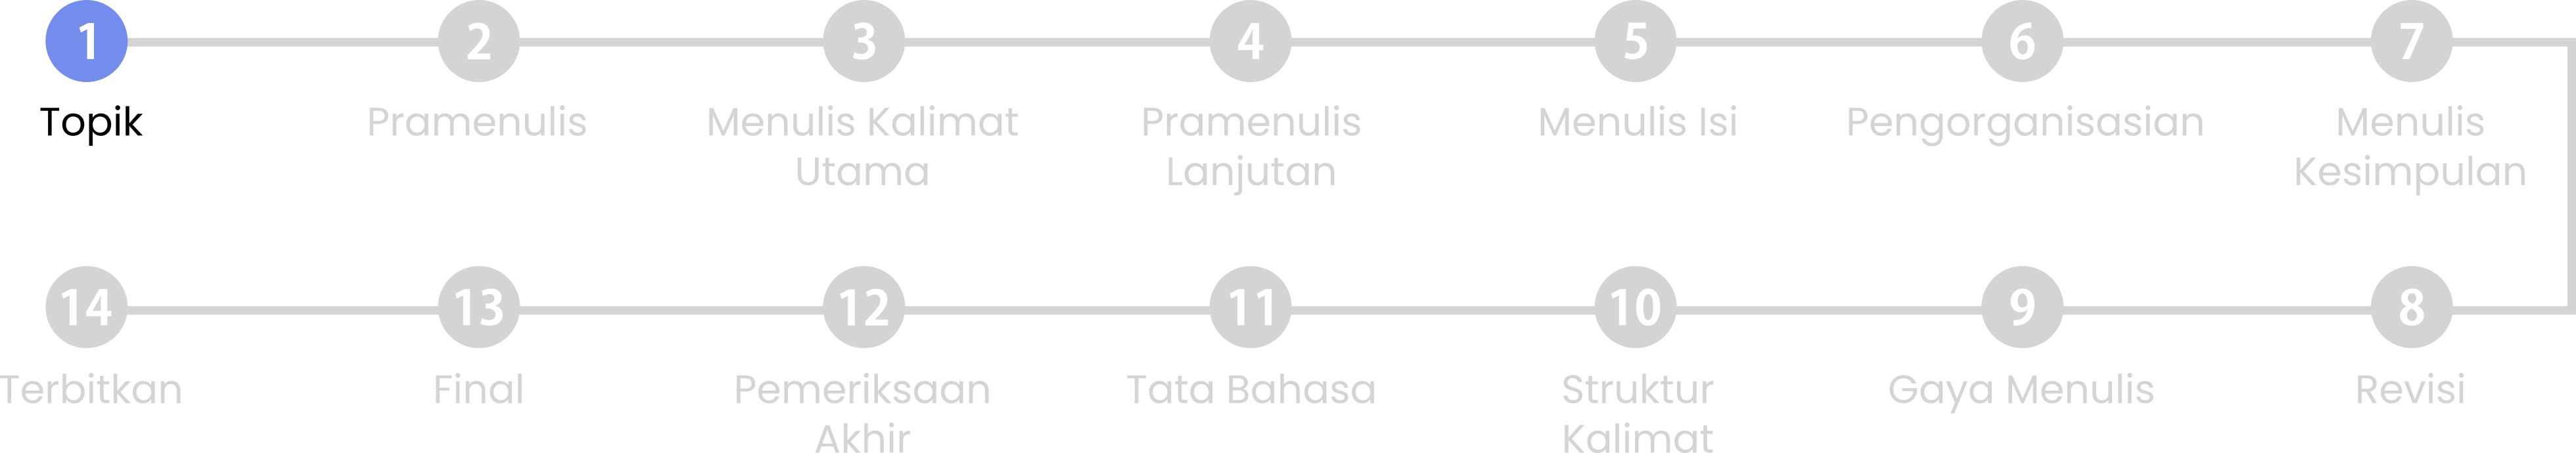 1
2
3
4
5
6
7
Topik
Pramenulis
Menulis Kalimat
Utama
Pramenulis
Lanjutan
Menulis Isi
Pengorganisasian
Menulis
Kesimpulan
14
13
12
11
10
9
8
Terbitkan
Final
Pemeriksaan
Akhir
Tata Bahasa
Struktur
Kalimat
Gaya Menulis
Revisi